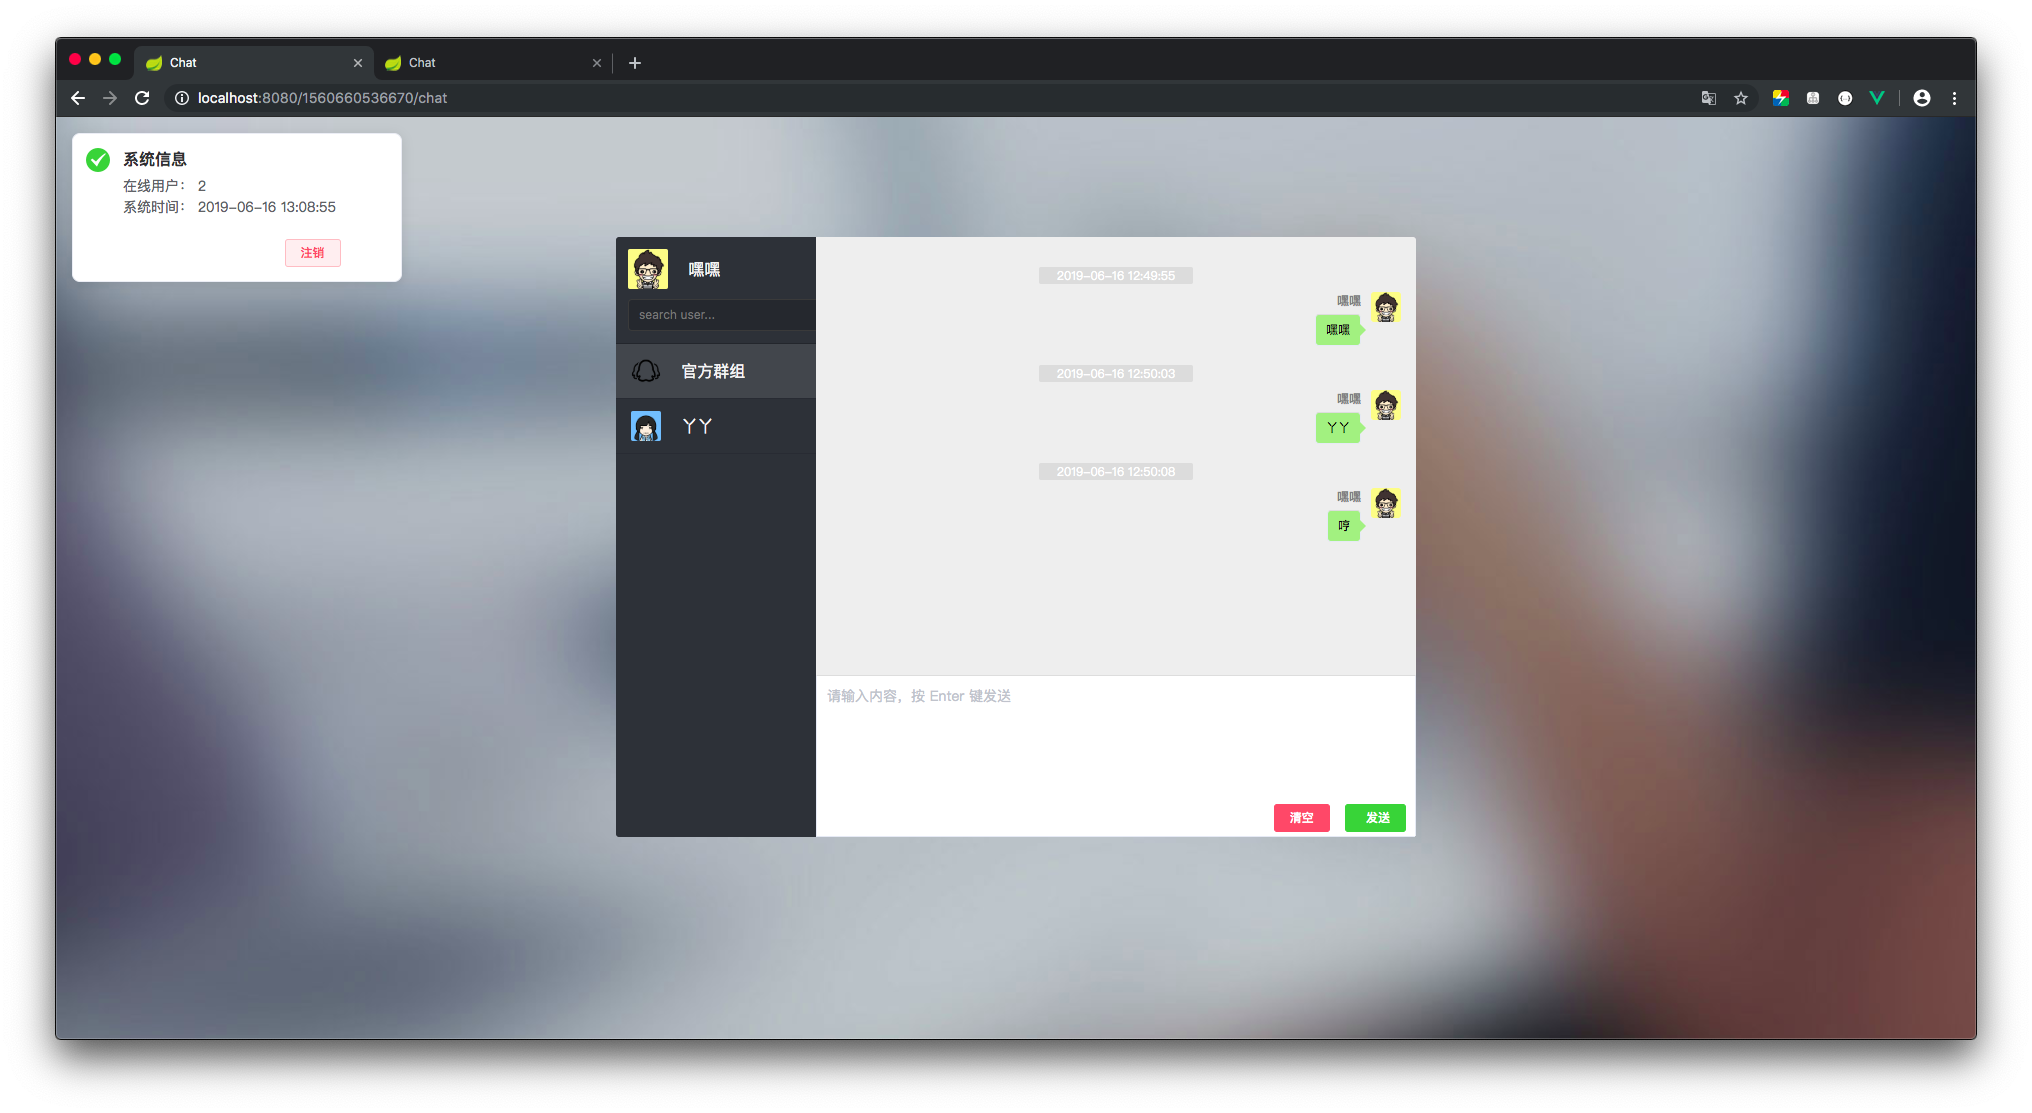 Chat
Chat
localhost:8080/1560660536670/chat
系统信息
在线用户： 2
系统时间： 2019-06-16 13:08:55
注销
嘿嘿
search user...
官方群组
丫丫
2019-06-16 12:49:55
嘿嘿
嘿嘿
2019-06-16 12:50:03
嘿嘿
丫丫
2019-06-16 12:50:08
嘿嘿
哼
请输入内容，按 Enter 键发送
清空
发送